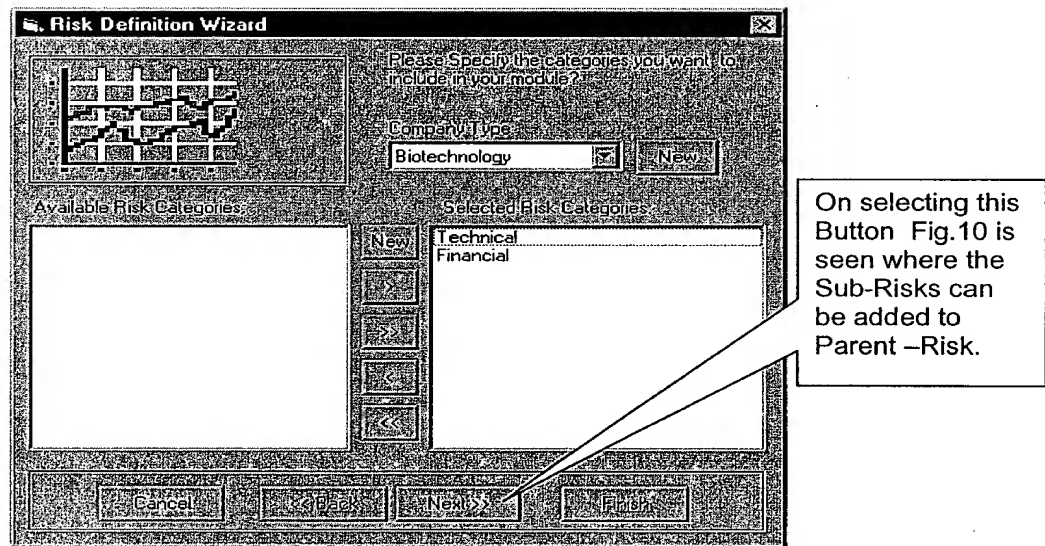 Risk Definition Wizard
Please Specify the categories you want to
include in your module?
Company Type
Biotechnology
New
Available Risk Categories
Selected Risk Categories
New
Technical
Financial
>
>>
<
<<
Cancel
<< Back
Next >>
Finish
On selecting this
Button Fig.10 is
seen where the
Sub-Risks can
be added to
Parent –Risk.